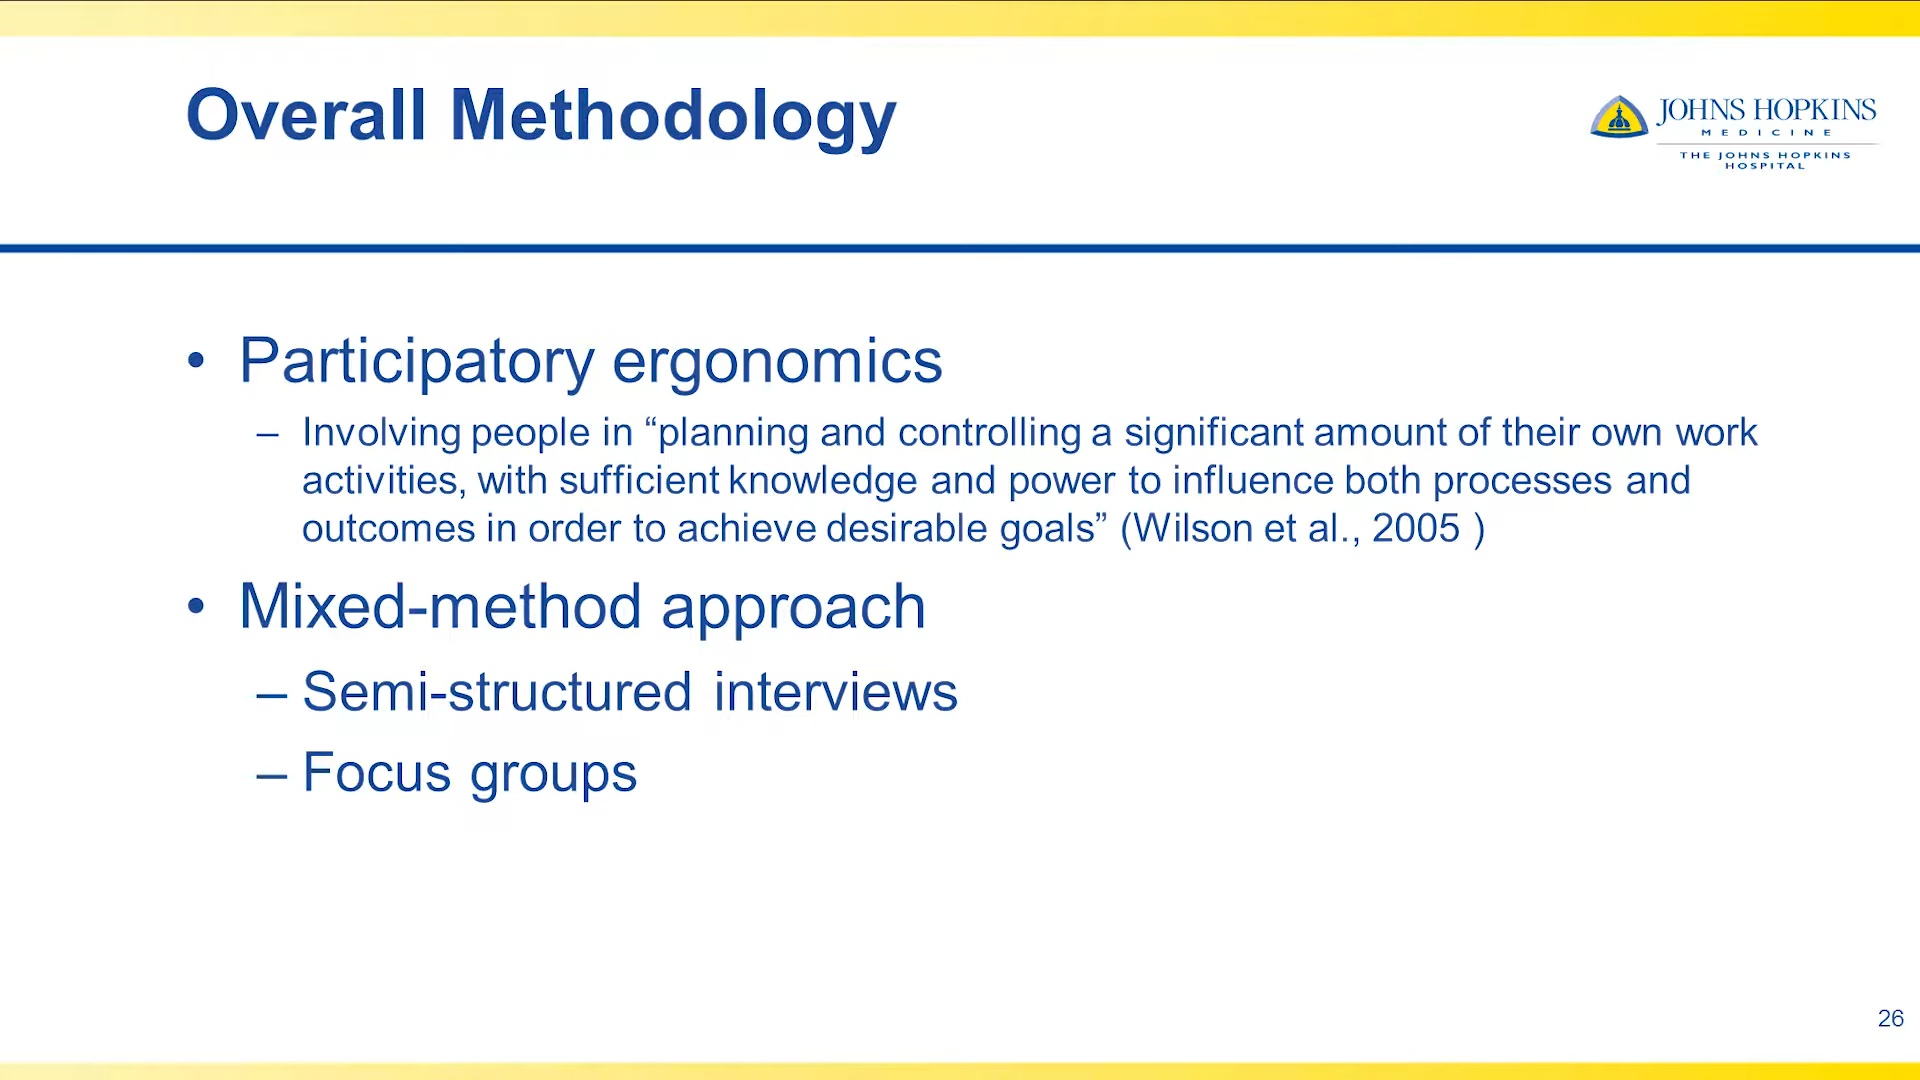 Overall Methodology
JOHNS HOPKINS
MEDICINE
THE JOHNS HOPKINS
HOSPITAL
• Participatory ergonomics
– Involving people in “planning and controlling a significant amount of their own work
activities, with sufficient knowledge and power to influence both processes and
outcomes in order to achieve desirable goals” (Wilson et al., 2005 )
• Mixed-method approach
– Semi-structured interviews
– Focus groups
26